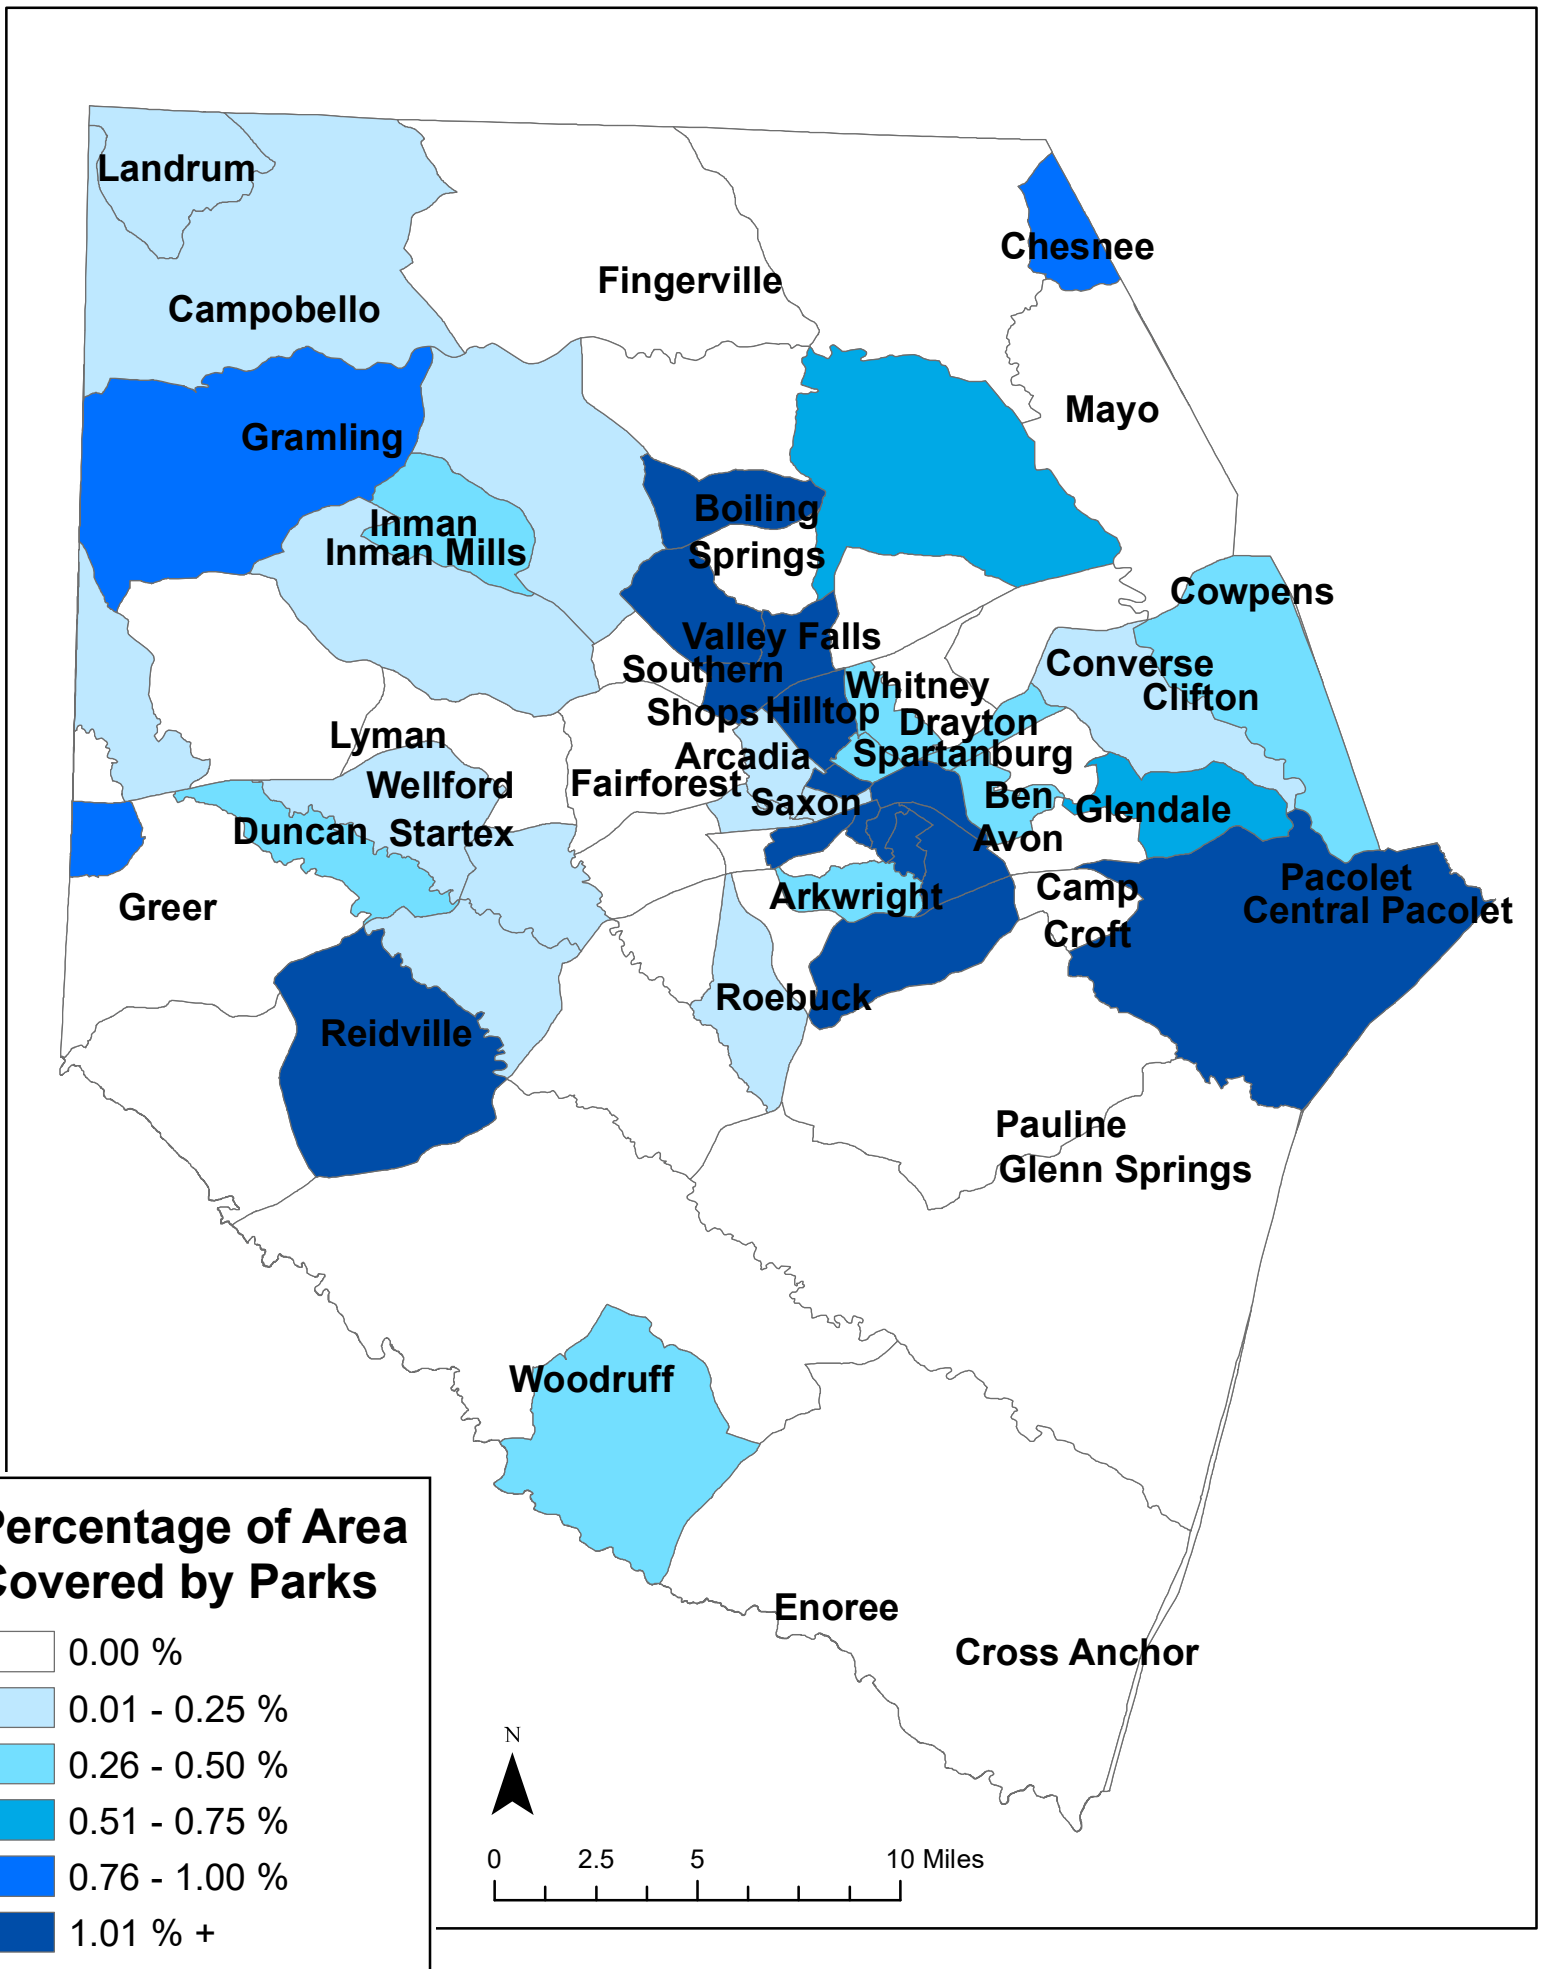 Landrum
Chesnee
Fingerville
Campobello
Mayo
Gramling
Boiling
Springs
Inman
Inman Mills
Cowpens
Valley Falls
Southern
Shops
Converse
Clifton
Whitney
Hilltop
Drayton
Lyman
Arcadia
Spartanburg
Wellford
Fairforest
Saxon
Ben
Avon
Glendale
Duncan
Startex
Pacolet
Central Pacolet
Camp
Croft
Arkwright
Greer
Roebuck
Reidville
Pauline
Glenn Springs
Woodruff
Enoree
Cross Anchor
Percentage of Area
Covered by Parks
0.00 %
0.01 - 0.25 %
0.26 - 0.50 %
0.51 - 0.75 %
0.76 - 1.00 %
1.01 % +
N
0 2.5 5 10 Miles